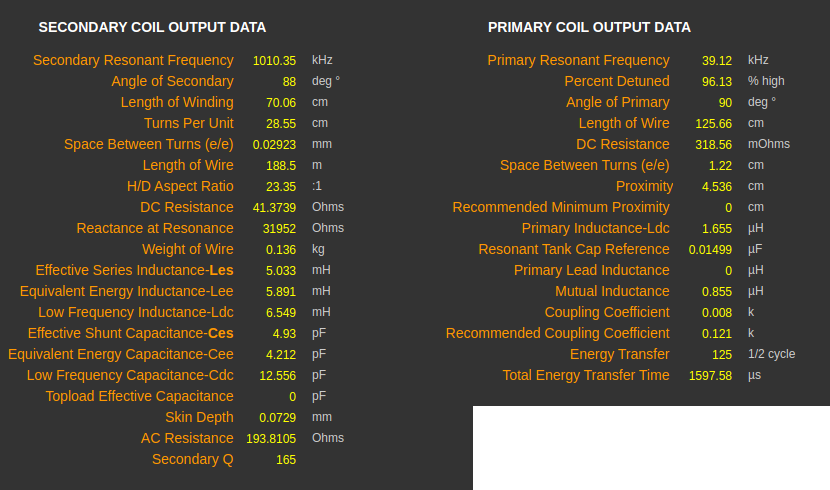 SECONDARY COIL OUTPUT DATA
Secondary Resonant Frequency 1010.35 kHz
Angle of Secondary 88 deg °
Length of Winding 70.06 cm
Turns Per Unit 28.55 cm
Space Between Turns (e/e) 0.02923 mm
Length of Wire 188.5 m
H/D Aspect Ratio 23.35 :1
DC Resistance 41.3739 Ohms
Reactance at Resonance 31952 Ohms
Weight of Wire 0.136 kg
Effective Series Inductance-Les 5.033 mH
Equivalent Energy Inductance-Lee 5.891 mH
Low Frequency Inductance-Ldc 6.549 mH
Effective Shunt Capacitance-Ces 4.93 pF
Equivalent Energy Capacitance-Cee 4.212 pF
Low Frequency Capacitance-Cdc 12.556 pF
Topload Effective Capacitance 0 pF
Skin Depth 0.0729 mm
AC Resistance 193.8105 Ohms
Secondary Q 165
PRIMARY COIL OUTPUT DATA
Primary Resonant Frequency 39.12 kHz
Percent Detuned 96.13 % high
Angle of Primary 90 deg °
Length of Wire 125.66 cm
DC Resistance 318.56 mOhms
Space Between Turns (e/e) 1.22 cm
Proximity 4.536 cm
Recommended Minimum Proximity 0 cm
Primary Inductance-Ldc 1.655 µH
Resonant Tank Cap Reference 0.01499 µF
Primary Lead Inductance 0 µH
Mutual Inductance 0.855 µH
Coupling Coefficient 0.008 k
Recommended Coupling Coefficient 0.121 k
Energy Transfer 125 1/2 cycle
Total Energy Transfer Time 1597.58 µs